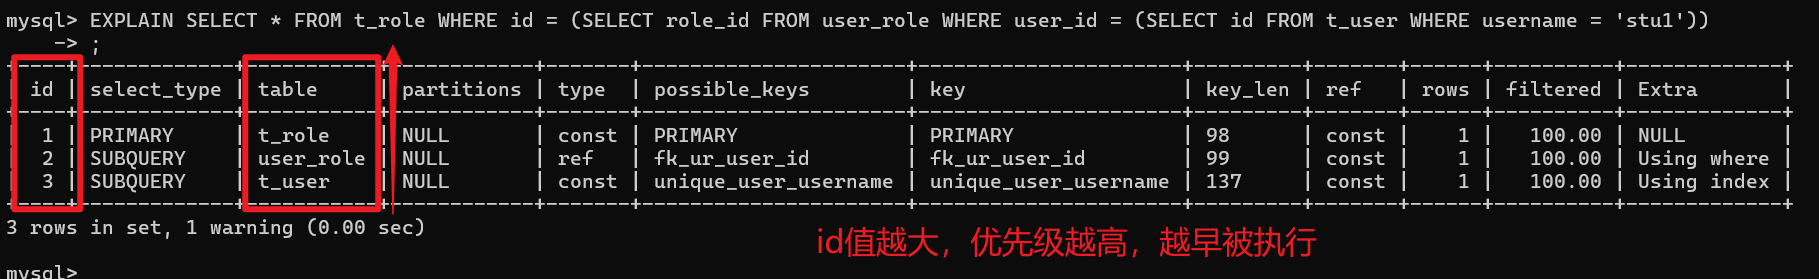 mysql> EXPLAIN SELECT * FROM t_role WHERE id = (SELECT role_id FROM user_role WHERE user_id = (SELECT id FROM t_user WHERE username = 'stu1'))
    -> ;
+----+-------------+-----------+------------+-------+----------------------+----------------------+---------+-------+------+----------+-------------+
| id | select_type | table     | partitions | type  | possible_keys        | key                  | key_len | ref   | rows | filtered | Extra       |
+----+-------------+-----------+------------+-------+----------------------+----------------------+---------+-------+------+----------+-------------+
| 1 | PRIMARY     | t_role    | NULL       | const | PRIMARY              | PRIMARY              | 98      | const | 1 | 100.00 | NULL        |
| 2 | SUBQUERY    | user_role | NULL       | ref   | fk_ur_user_id        | fk_ur_user_id        | 99      | const | 1 | 100.00 | Using where |
| 3 | SUBQUERY    | t_user    | NULL       | const | unique_user_username | unique_user_username | 137     | const | 1 | 100.00 | Using index |
+----+-------------+-----------+------------+-------+----------------------+----------------------+---------+-------+------+----------+-------------+
3 rows in set, 1 warning (0.00 sec)
id值越大，优先级越高，越早被执行
mysql>